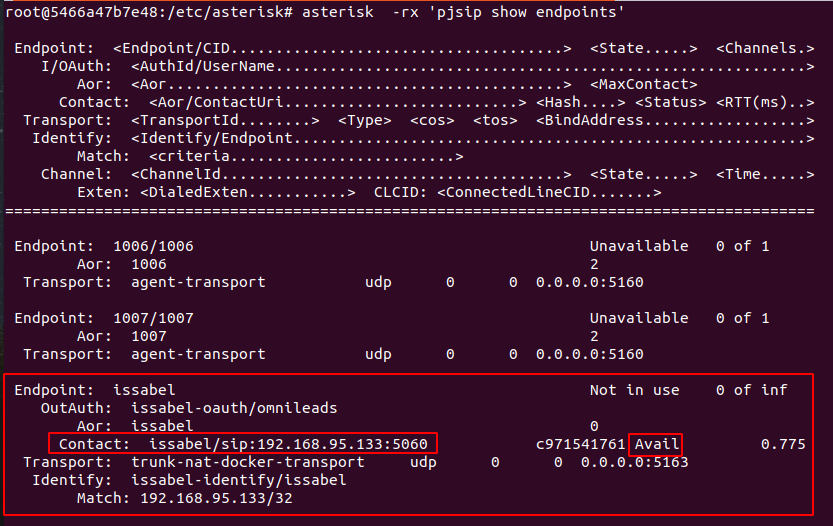 root@5466a47b7e48:/etc/asterisk# asterisk  -rx 'pjsip show endpoints'
 Endpoint:  <Endpoint/CID.....................................>  <State.....>  <Channels.>
    I/OAuth:  <AuthId/UserName...........................................................>
        Aor:  <Aor............................................>  <MaxContact>
      Contact:  <Aor/ContactUri..........................> <Hash....> <Status> <RTT(ms)..>
  Transport:  <TransportId........>  <Type>  <cos>  <tos>  <BindAddress..................>
   Identify:  <Identify/Endpoint.........................................................>
        Match:  <criteria.........................>
    Channel:  <ChannelId......................................>  <State.....>  <Time.....>
        Exten: <DialedExten...........>  CLCID: <ConnectedLineCID.......>
==========================================================================================
 Endpoint:  1006/1006                                            Unavailable   0 of 1
        Aor:  1006                                               2
  Transport:  agent-transport           udp      0      0  0.0.0.0:5160
 Endpoint:  1007/1007                                            Unavailable   0 of 1
        Aor:  1007                                               2
  Transport:  agent-transport           udp      0      0  0.0.0.0:5160
 Endpoint:  issabel                                              Not in use    0 of inf
    OutAuth:  issabel-oauth/omnileads
        Aor:  issabel                                            0
      Contact:  issabel/sip:192.168.95.133:5060            c971541761 Avail         0.775
  Transport:  trunk-nat-docker-transport     udp      0      0  0.0.0.0:5163
   Identify:  issabel-identify/issabel
        Match: 192.168.95.133/32